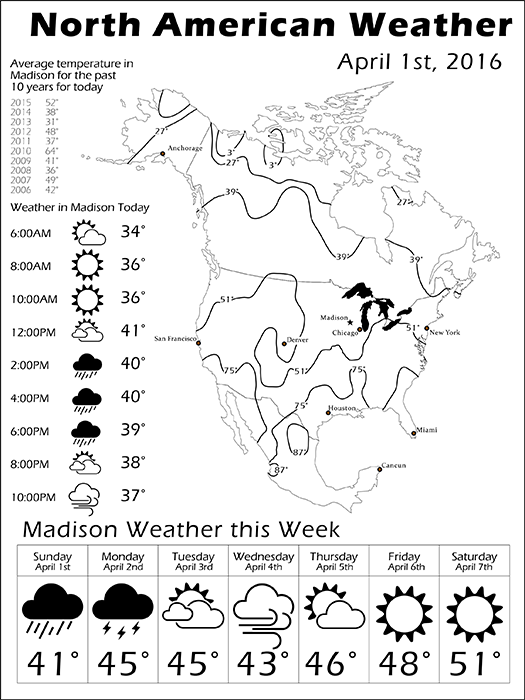 North American Weather
April 1st, 2016
Average temperature in
Madison for the past
10 years for today
2015 52°
2014 38°
2013 31°
2012 48°
2011 37°
2010 64°
2009 41°
2008 36°
2007 49°
2006 42°
Weather in Madison Today
6:00AM 34°
8:00AM 36°
10:00AM 36°
12:00PM 41°
2:00PM 40°
4:00PM 40°
6:00PM 39°
8:00PM 38°
10:00PM 37°
27°
Anchorage
3°
3°
27°
39°
27°
39°
39°
51°
Madison
Chicago
51°
New York
San Francisco
Denver
75°
51°
75°
75°
Houston
Miami
87°
87°
Cancun
Madison Weather this Week
Sunday Monday Tuesday Wednesday Thursday Friday Saturday
April 1st April 2nd April 3rd April 4th April 5th April 6th April 7th
41° 45° 45° 43° 46° 48° 51°